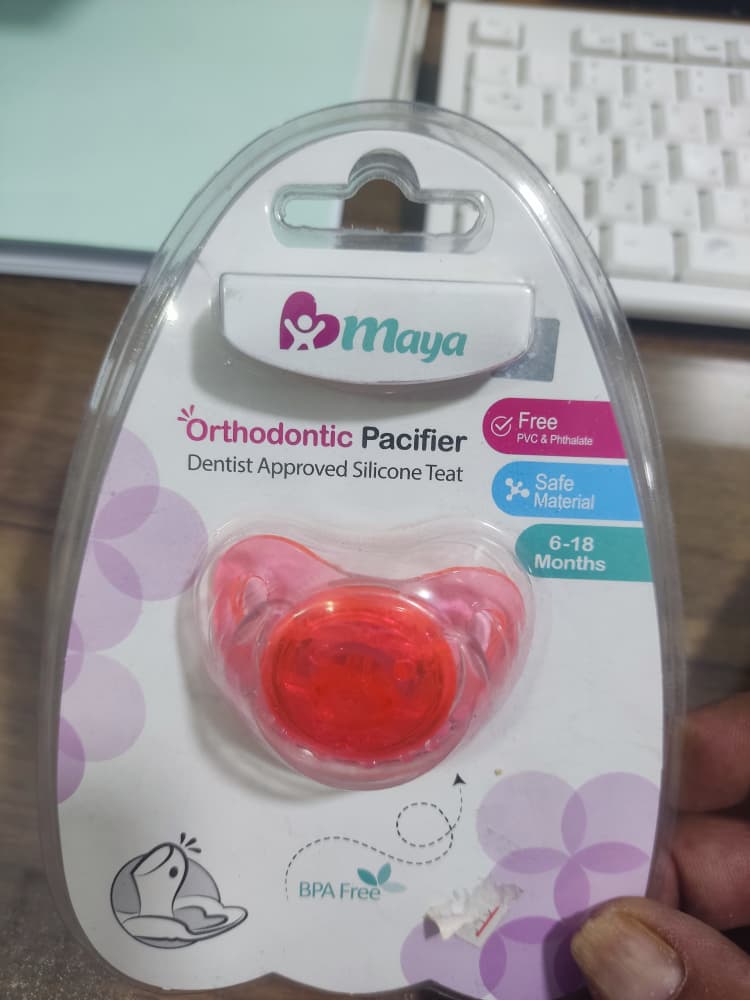 maya
Orthodontic Pacifier
Dentist Approved Silicone Teat
Free
PVC & Phthalate
Safe
Material
6-18
Months
BPA Free